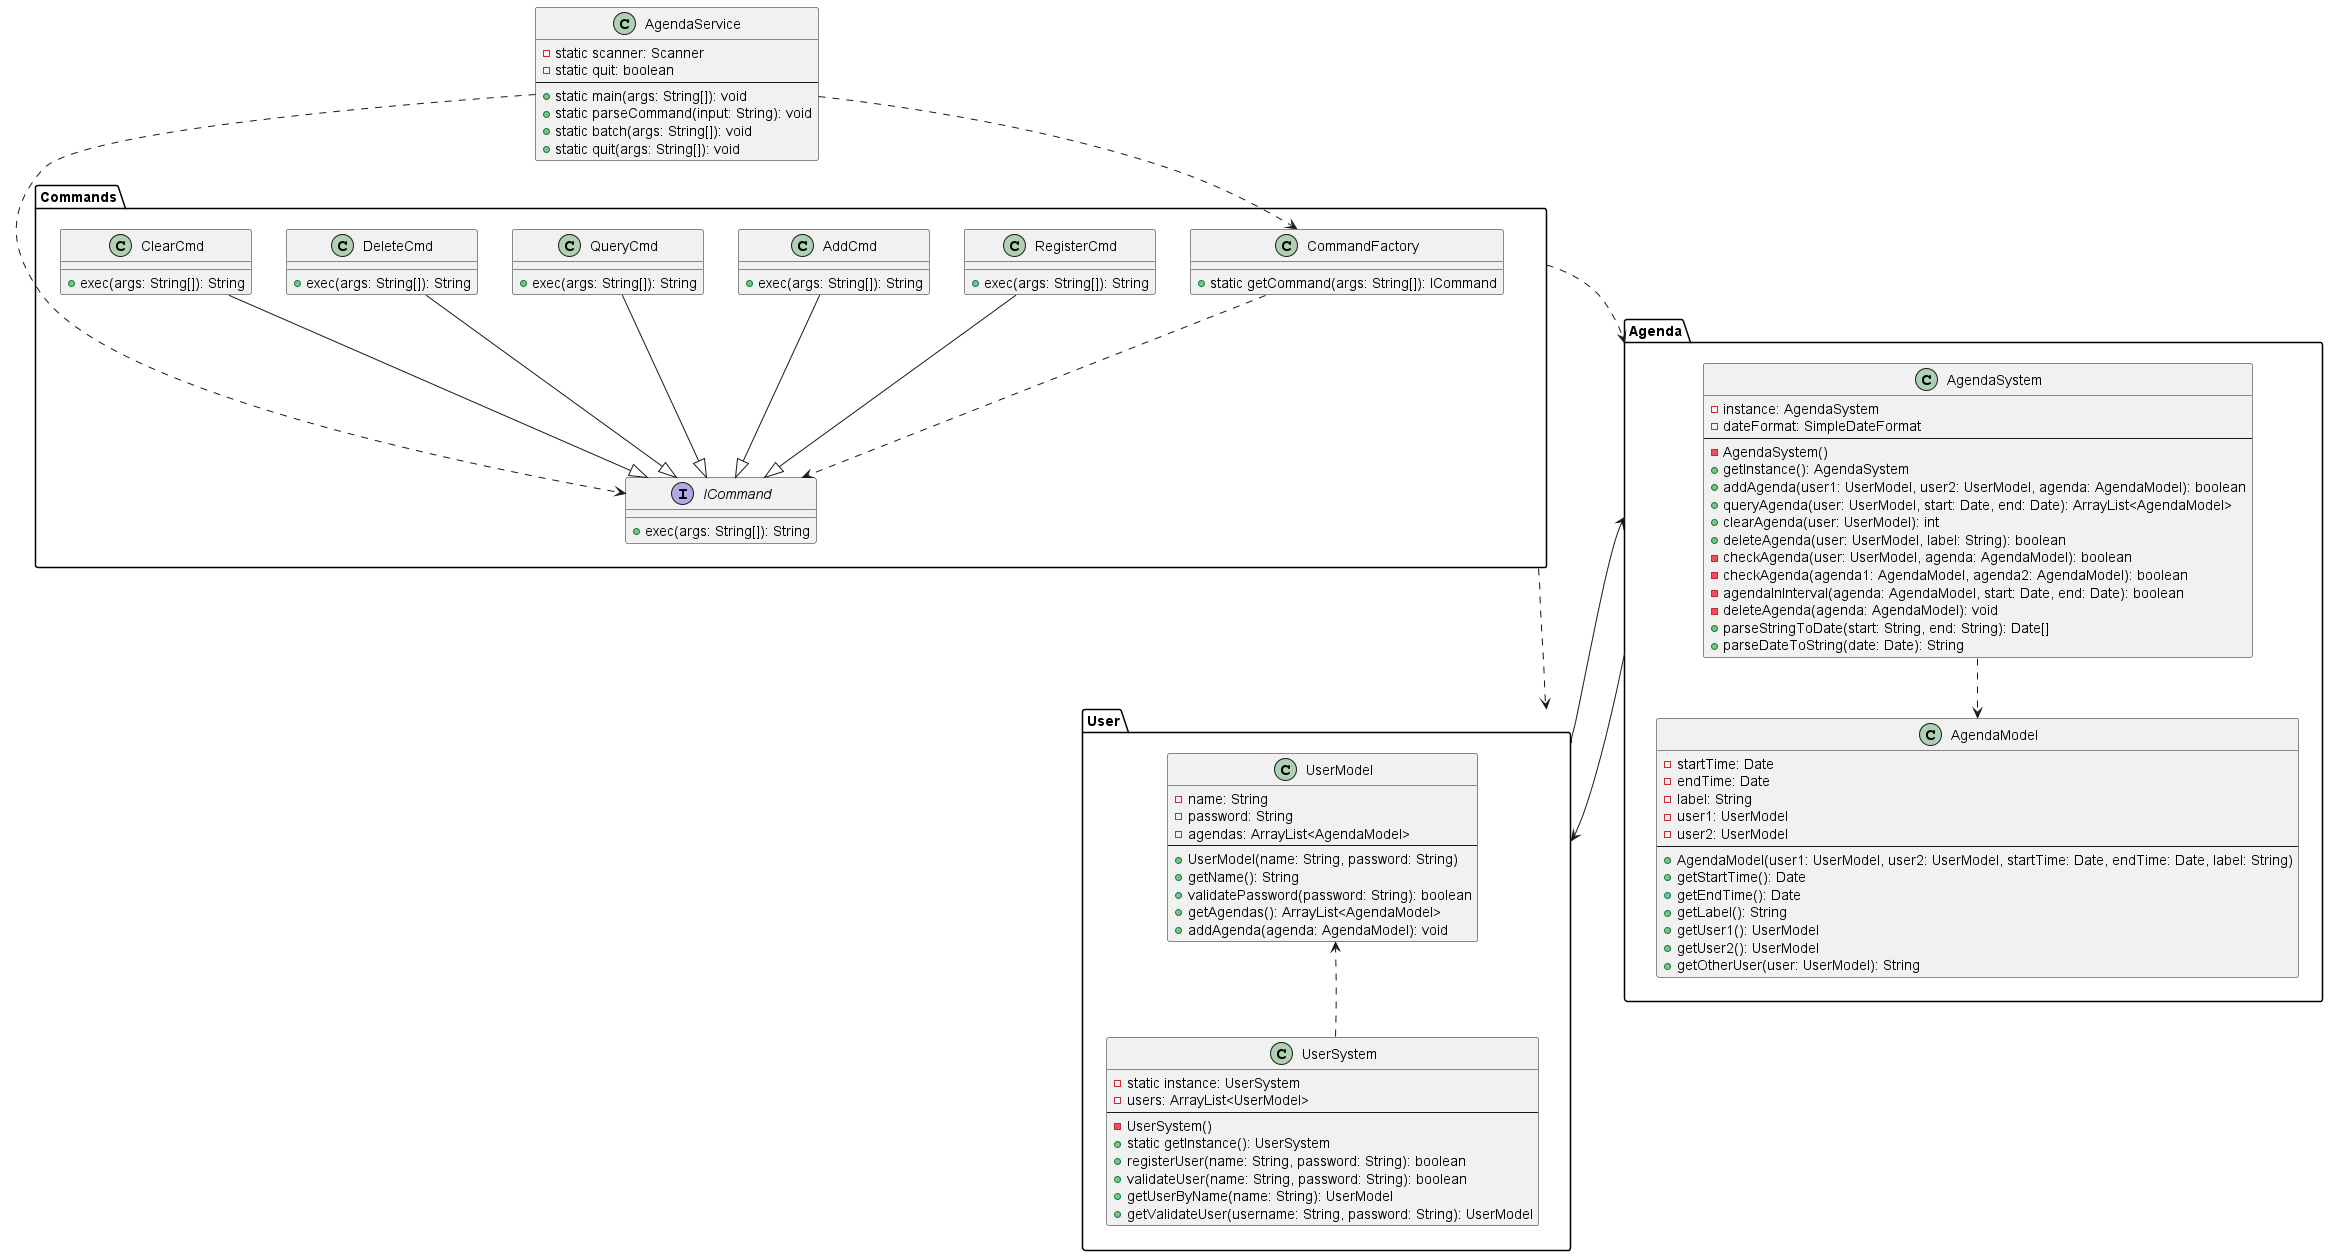 AgendaService
static scanner: Scanner
static quit: boolean
static main(args: String[]): void
static parseCommand(input: String): void
static batch(args: String[]): void
static quit(args: String[]): void
Commands
C ClearCmd
exec(args: String[]): String
C DeleteCmd
exec(args: String[]): String
C QueryCmd
exec(args: String[]): String
C AddCmd
exec(args: String[]): String
C RegisterCmd
exec(args: String[]): String
C CommandFactory
static getCommand(args: String[]): ICommand
I ICommand
exec(args: String[]): String
Agenda
C AgendaSystem
instance: AgendaSystem
dateFormat: SimpleDateFormat
AgendaSystem()
getInstance(): AgendaSystem
addAgenda(user1: UserModel, user2: UserModel, agenda: AgendaModel): boolean
queryAgenda(user: UserModel, start: Date, end: Date): ArrayList<AgendaModel>
clearAgenda(user: UserModel): int
deleteAgenda(user: UserModel, label: String): boolean
checkAgenda(user: UserModel, agenda: AgendaModel): boolean
checkAgenda(agenda1: AgendaModel, agenda2: AgendaModel): boolean
agendaInInterval(agenda: AgendaModel, start: Date, end: Date): boolean
deleteAgenda(agenda: AgendaModel): void
parseStringToDate(start: String, end: String): Date[]
parseDateToString(date: Date): String
C AgendaModel
startTime: Date
endTime: Date
label: String
user1: UserModel
user2: UserModel
AgendaModel(user1: UserModel, user2: UserModel, startTime: Date, endTime: Date, label: String)
getStartTime(): Date
getEndTime(): Date
getLabel(): String
getUser1(): UserModel
getUser2(): UserModel
getOtherUser(user: UserModel): String
User
C UserModel
name: String
password: String
agendas: ArrayList<AgendaModel>
UserModel(name: String, password: String)
getName(): String
validatePassword(password: String): boolean
getAgendas(): ArrayList<AgendaModel>
addAgenda(agenda: AgendaModel): void
C UserSystem
static instance: UserSystem
users: ArrayList<UserModel>
UserSystem()
static getInstance(): UserSystem
registerUser(name: String, password: String): boolean
validateUser(name: String, password: String): boolean
getUserByName(name: String): UserModel
getValidateUser(username: String, password: String): UserModel